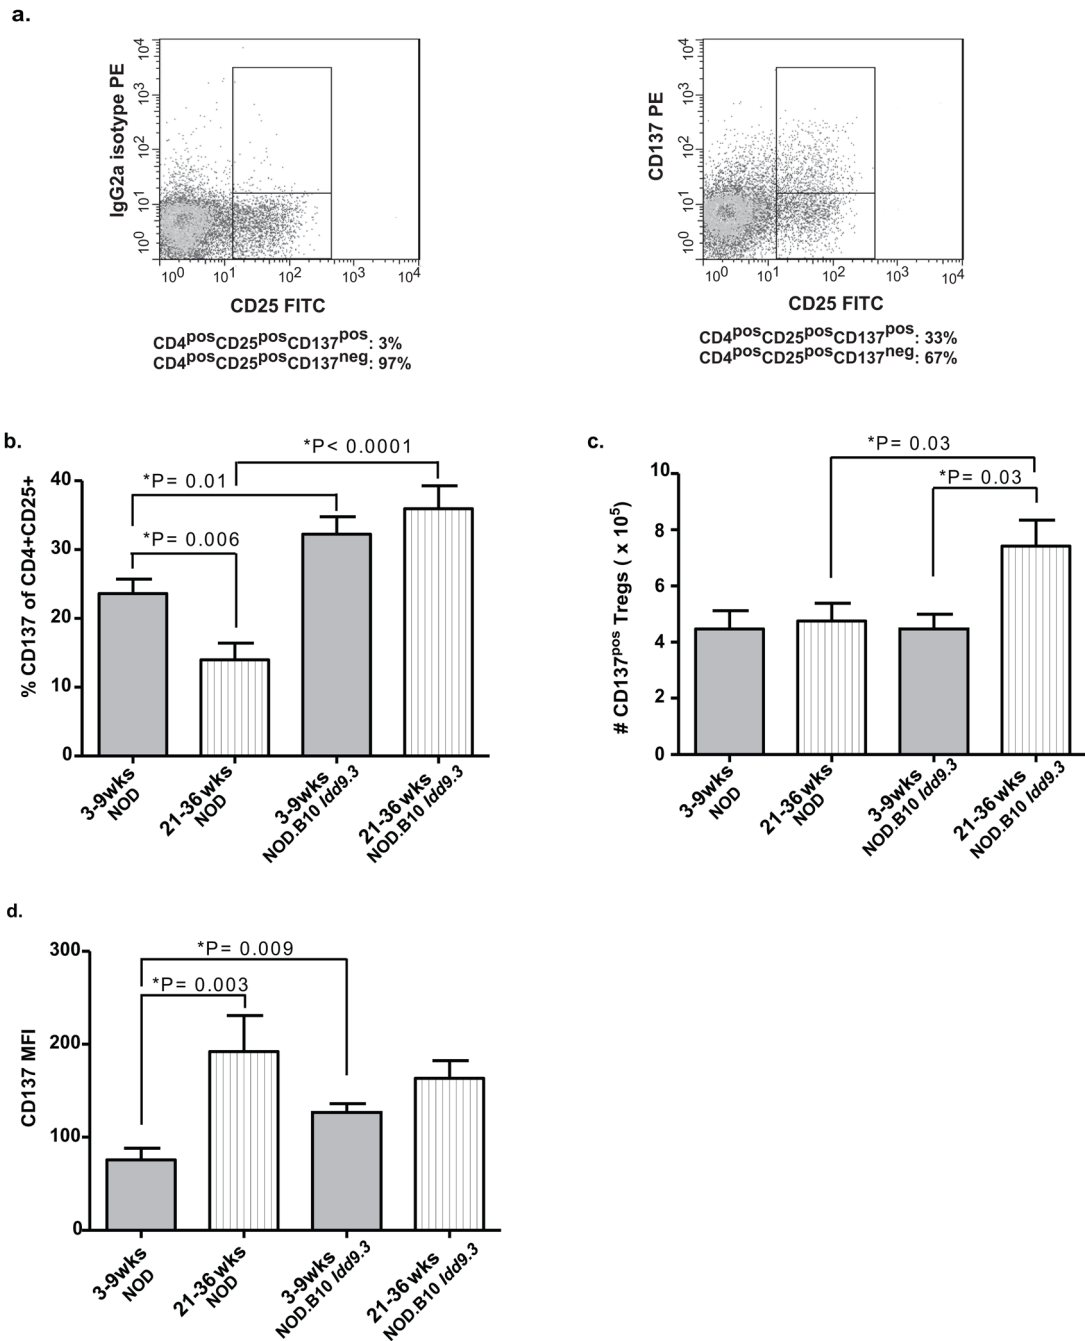 a.
IgG2a isotype PE
10⁴
10³
10²
10¹
10⁰
10⁰ 10¹ 10² 10³ 10⁴
CD25 FITC
CD4posCD25posCD137pos: 3%
CD4posCD25posCD137neg: 97%
CD137 PE
10⁴
10³
10²
10¹
10⁰
10⁰ 10¹ 10² 10³ 10⁴
CD25 FITC
CD4posCD25posCD137pos: 33%
CD4posCD25posCD137neg: 67%
b.
% CD137 of CD4+CD25+
*P< 0.0001
*P= 0.01
*P= 0.006
40
30
20
10
0
3-9wks
NOD
21-36 wks
NOD
3-9wks
NOD.B10 Idd9.3
21-36 wks
NOD.B10 Idd9.3
c.
# CD137pos Tregs ( x 10⁵)
*P= 0.03
*P= 0.03
10
8
6
4
2
0
3-9wks
NOD
21-36 wks
NOD
3-9wks
NOD.B10 Idd9.3
21-36 wks
NOD.B10 Idd9.3
d.
CD137 MFI
*P= 0.009
*P= 0.003
300
200
100
0
3-9wks
NOD
21-36 wks
NOD
3-9wks
NOD.B10 Idd9.3
21-36 wks
NOD.B10 Idd9.3